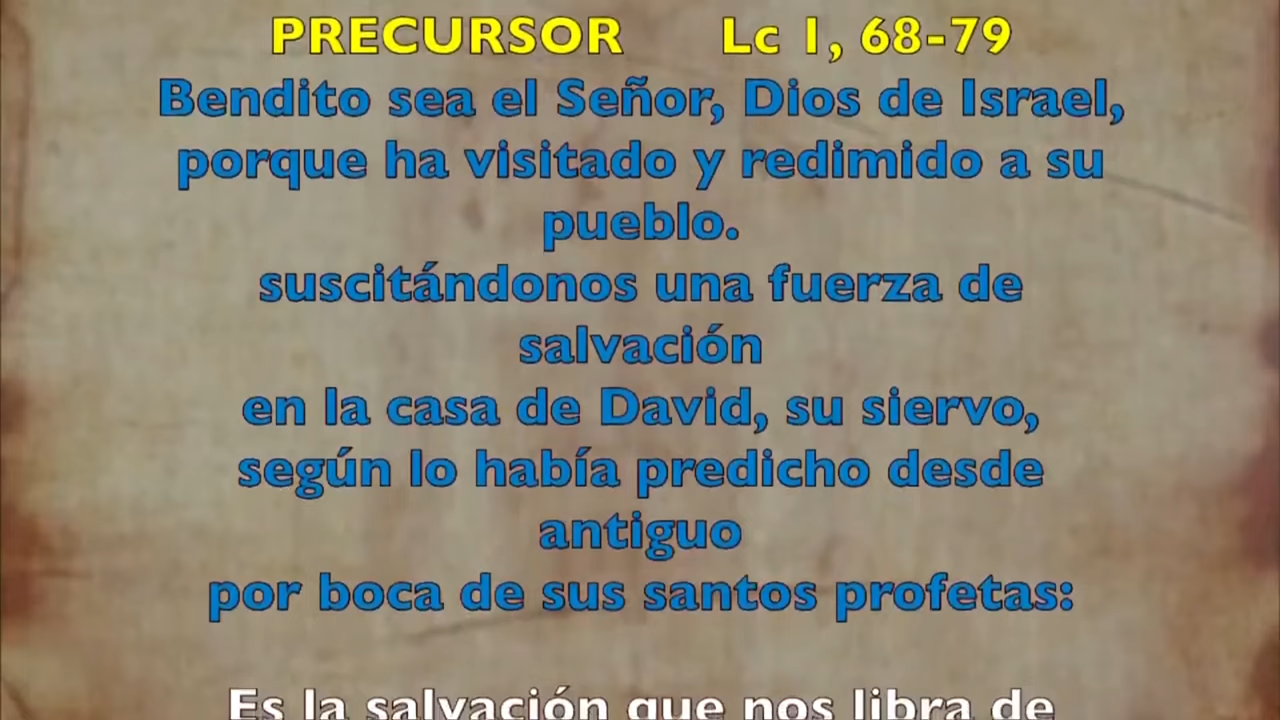 PRECURSOR Lc 1, 68-79
Bendito sea el Señor, Dios de Israel,
porque ha visitado y redimido a su
pueblo.
suscitándonos una fuerza de
salvación
en la casa de David, su siervo,
según lo había predicho desde
antiguo
por boca de sus santos profetas:
Es la salvación que nos libra de